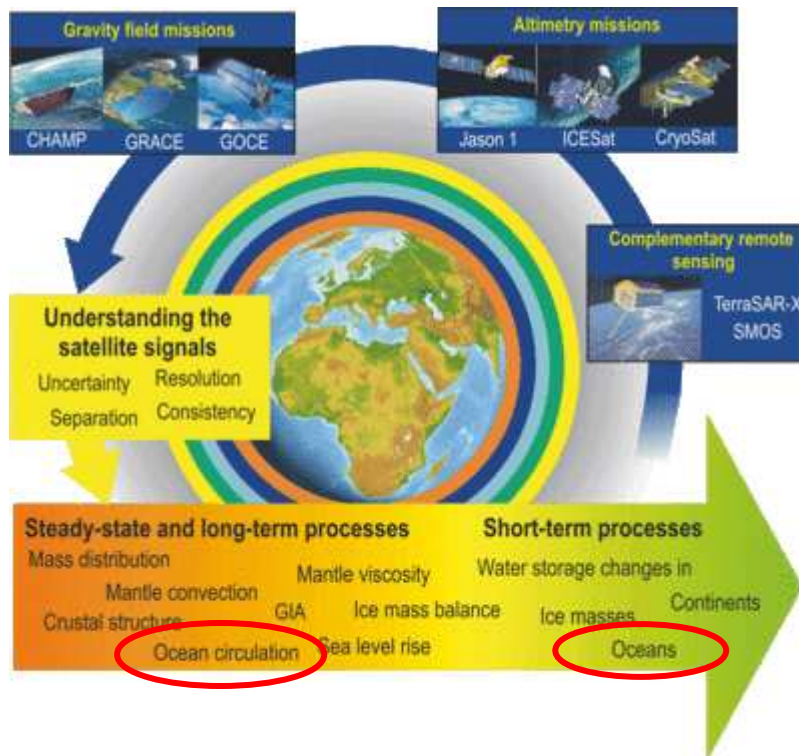 Gravity field missions
CHAMP GRACE GOCE
Altimetry missions
Jason 1 ICESat CryoSat
Complementary remote
sensing
TerraSAR-X
SMOS
Understanding the
satellite signals
Uncertainty Resolution
Separation Consistency
Steady-state and long-term processes
Mass distribution
Mantle convection
Mantle viscosity
Crustal structure
GIA
Ice mass balance
Ocean circulation
Sea level rise
Short-term processes
Water storage changes in
Ice masses
Continents
Oceans